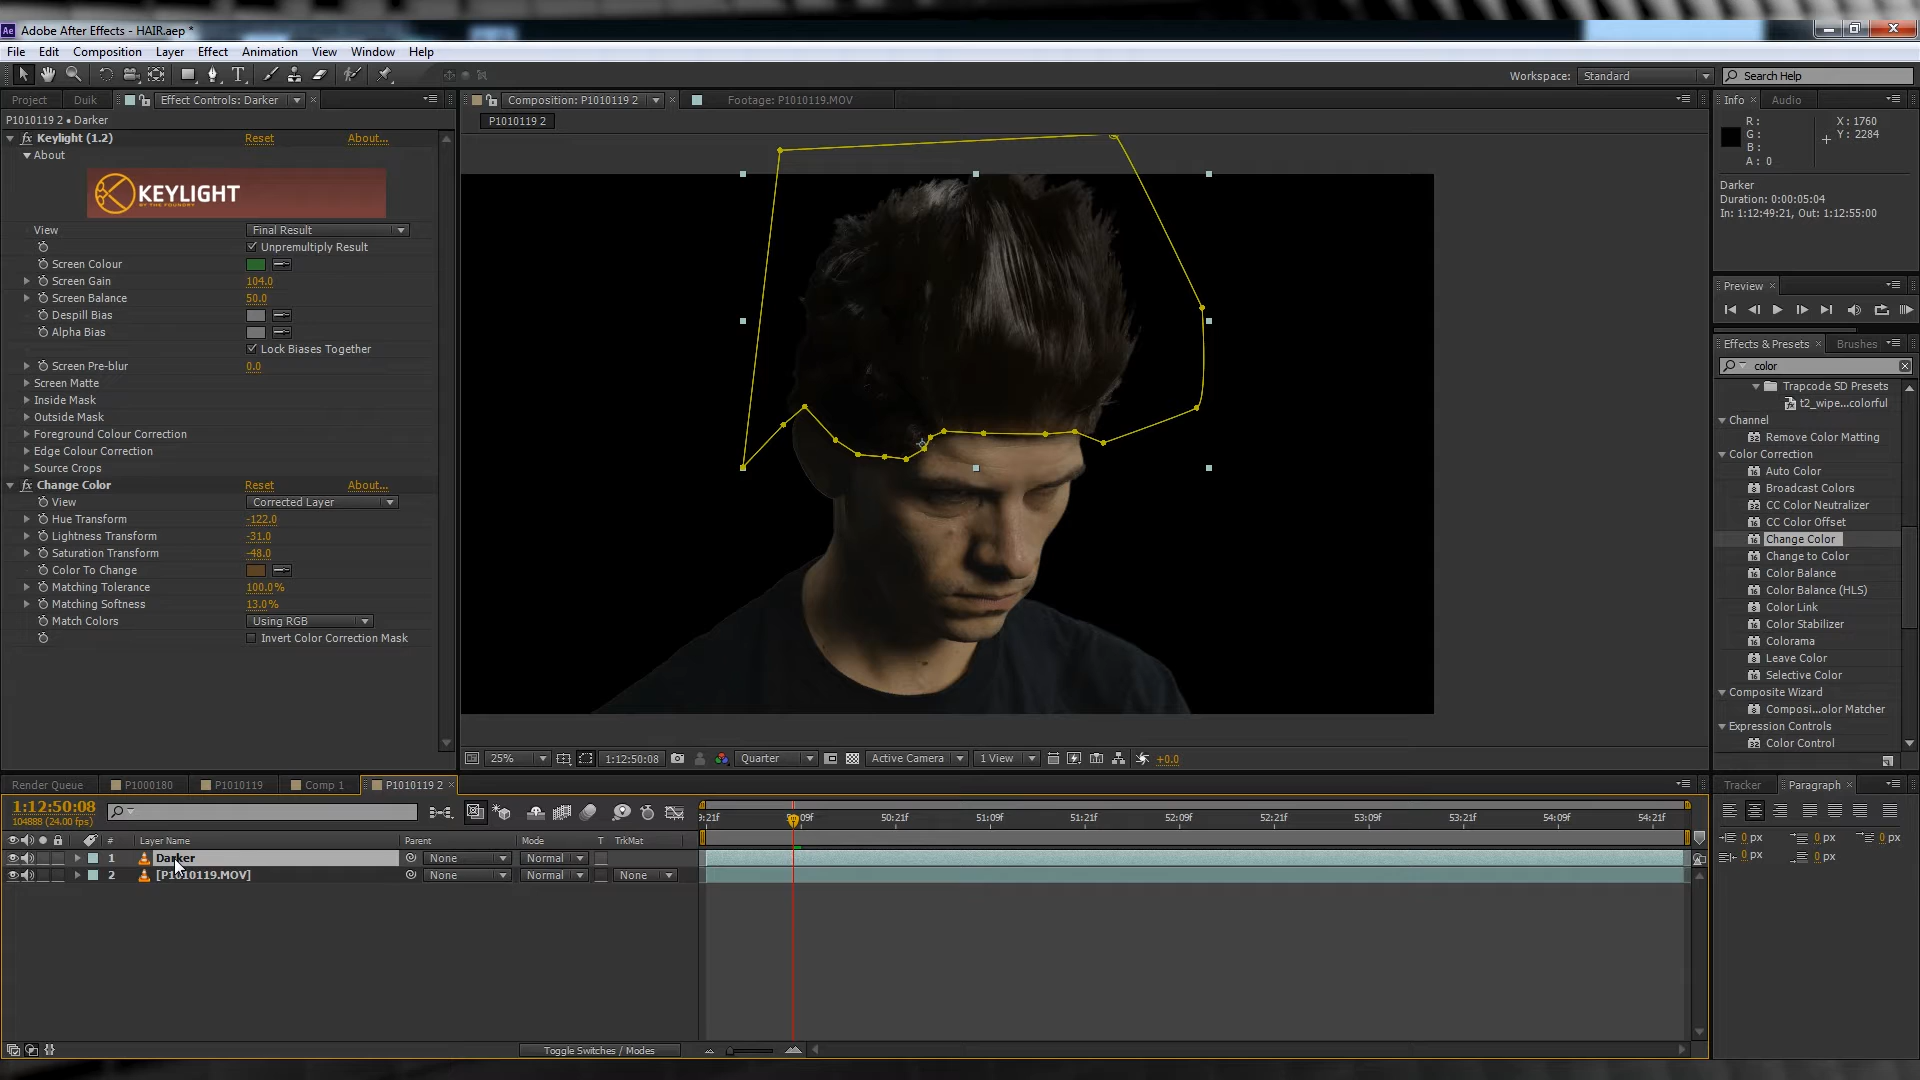 Adobe After Effects - HAIR.aep *
File Edit Composition Layer Effect Animation View Window Help
Workspace: Standard Search Help
Project Duik Effect Controls: Darker
P1010119 2 • Darker
Keylight (1.2) Reset About...
About
KEYLIGHT
BY THE FOUNDRY
View Final Result
Unpremultiply Result
Screen Colour
Screen Gain 104.0
Screen Balance 50.0
Despill Bias
Alpha Bias
Lock Biases Together
Screen Pre-blur 0.0
Screen Matte
Inside Mask
Outside Mask
Foreground Colour Correction
Edge Colour Correction
Source Crops
Change Color Reset About...
View Corrected Layer
Hue Transform -122.0
Lightness Transform -31.0
Saturation Transform -48.0
Color To Change
Matching Tolerance 100.0%
Matching Softness 13.0%
Match Colors Using RGB
Invert Color Correction Mask
Composition: P1010119 2 Footage: P1010119.MOV
P1010119 2
25% 1:12:50:08 Quarter Active Camera 1 View +0.0
Info Audio
R: X: 1760
G: Y: 2284
B:
A: 0
Darker
Duration: 0:00:05:04
In: 1:12:49:21, Out: 1:12:55:00
Preview
Effects & Presets Brushes
color
Trapcode SD Presets
t2_wipe...colorful
Channel
Remove Color Matting
Color Correction
Auto Color
Broadcast Colors
CC Color Neutralizer
CC Color Offset
Change Color
Change to Color
Color Balance
Color Balance (HLS)
Color Link
Color Stabilizer
Colorama
Leave Color
Selective Color
Composite Wizard
Composi...olor Matcher
Expression Controls
Color Control
Render Queue P1000180 P1010119 Comp 1 P1010119 2
1:12:50:08
104888 (24.00 fps)
# Layer Name Parent Mode T TrkMat
1 Darker None Normal
2 [P1010119.MOV] None Normal None
9:21f 50:21f 51:09f 51:21f 52:09f 52:21f 53:09f 53:21f 54:09f 54:21f
Toggle Switches / Modes
Tracker Paragraph
0 px 0 px 0 px
0 px 0 px